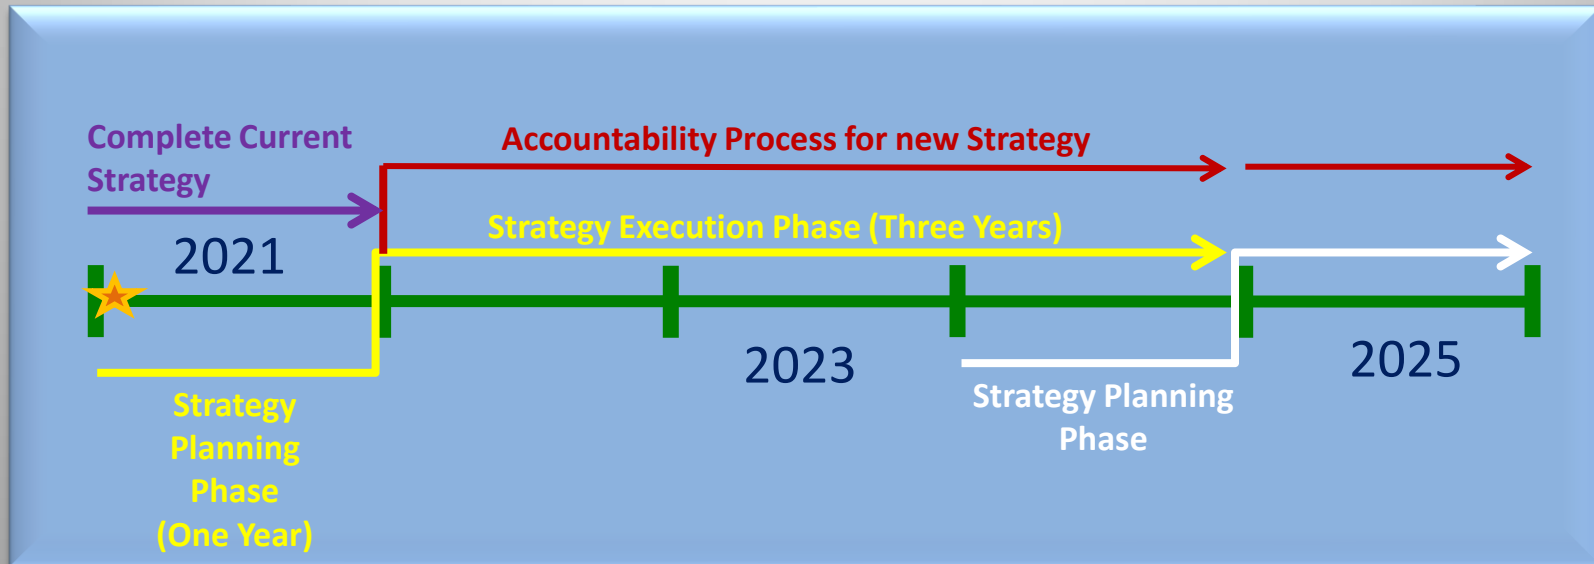 Complete Current
Strategy
Accountability Process for new Strategy
Strategy Execution Phase (Three Years)
2021
2023
2025
Strategy
Planning
Phase
(One Year)
Strategy Planning
Phase